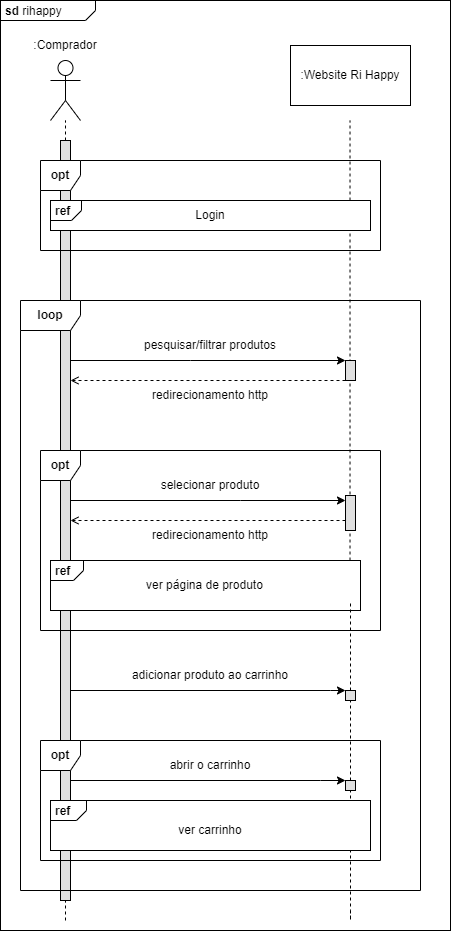 sd rihappy
:Comprador
:Website Ri Happy
opt
ref
Login
loop
pesquisar/filtrar produtos
redirecionamento http
opt
selecionar produto
redirecionamento http
ref
ver página de produto
adicionar produto ao carrinho
opt
abrir o carrinho
ref
ver carrinho